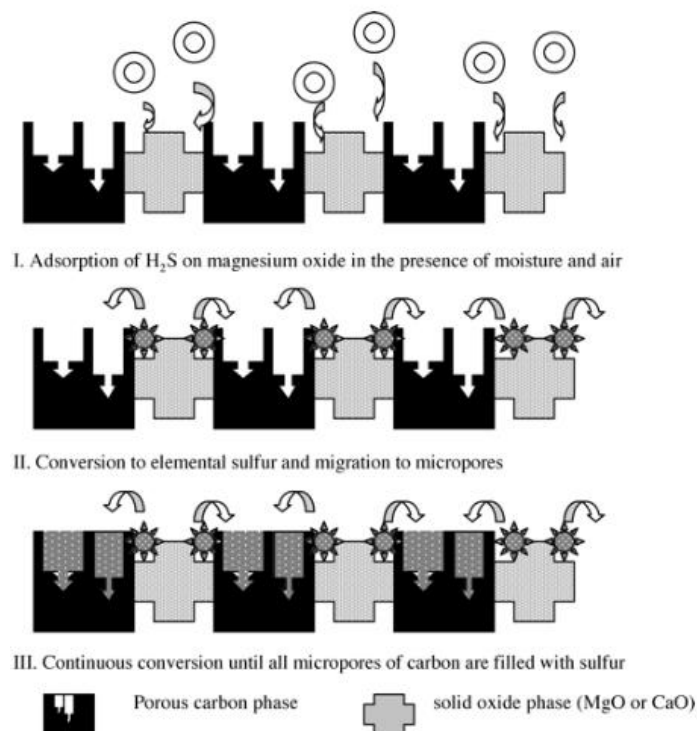 I. Adsorption of H₂S on magnesium oxide in the presence of moisture and air
II. Conversion to elemental sulfur and migration to micropores
III. Continuous conversion until all micropores of carbon are filled with sulfur
Porous carbon phase
solid oxide phase (MgO or CaO)